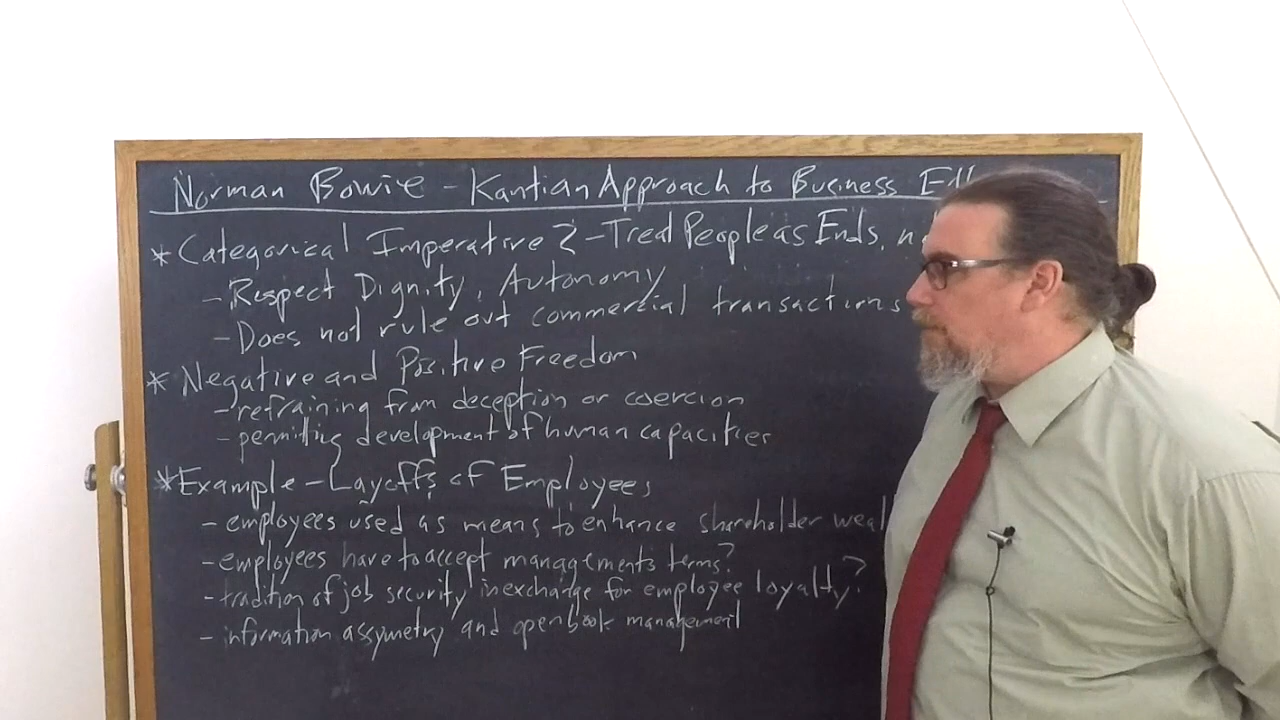 Norman Bowie - Kantian Approach to Business Eth
* Categorical Imperative 2 - Treat People as Ends, n
- Respect Dignity, Autonomy
- Does not rule out commercial transactions
* Negative and Positive Freedom
- refraining from deception or coercion
- permitting development of human capacities
* Example - Layoffs of Employees
- employees used as means to enhance shareholder weal
- employees have to accept managements terms?
- tradition of job security in exchange for employee loyalty?
- information assymetry and open book management